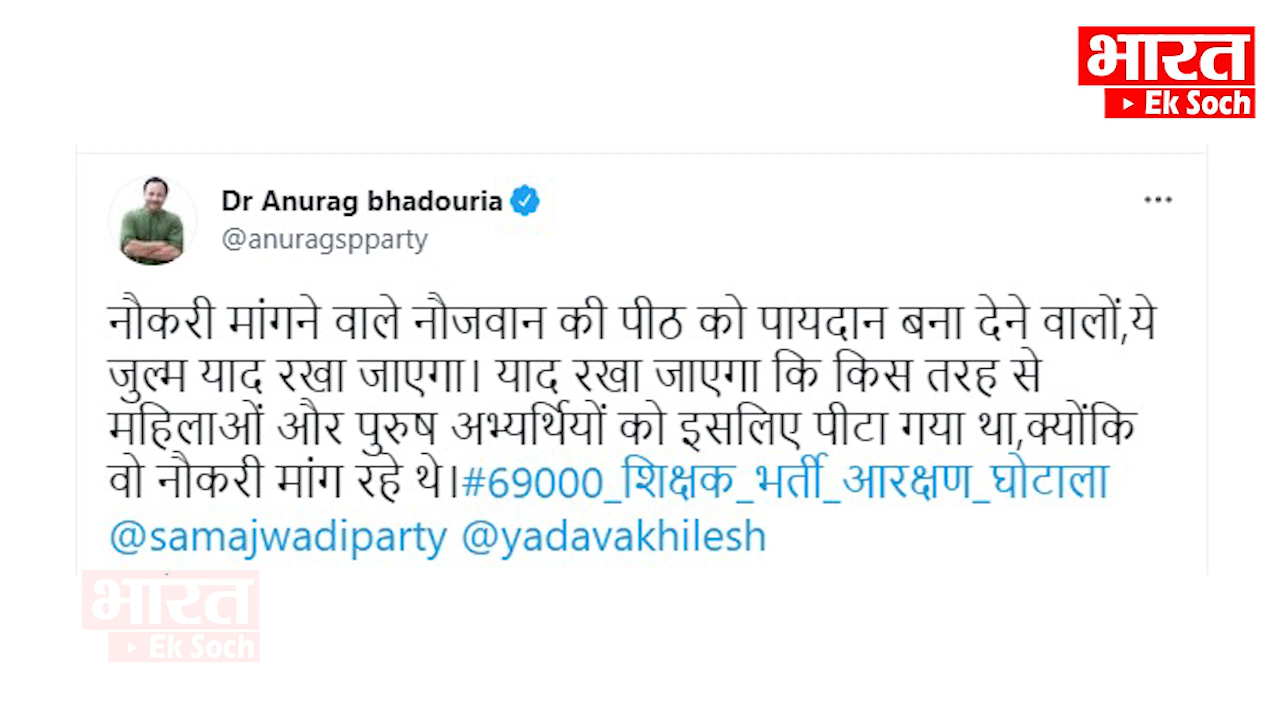 भारत
Ek Soch
Dr Anurag bhadouria
@anuragspparty
नौकरी मांगने वाले नौजवान की पीठ को पायदान बना देने वालों,ये
जुल्म याद रखा जाएगा। याद रखा जाएगा कि किस तरह से
महिलाओं और पुरुष अभ्यर्थियों को इसलिए पीटा गया था,क्योंकि
वो नौकरी मांग रहे थे।#69000_शिक्षक_भर्ती_आरक्षण_घोटाला
@samajwadiparty @yadavakhilesh
भारत
Ek Soch